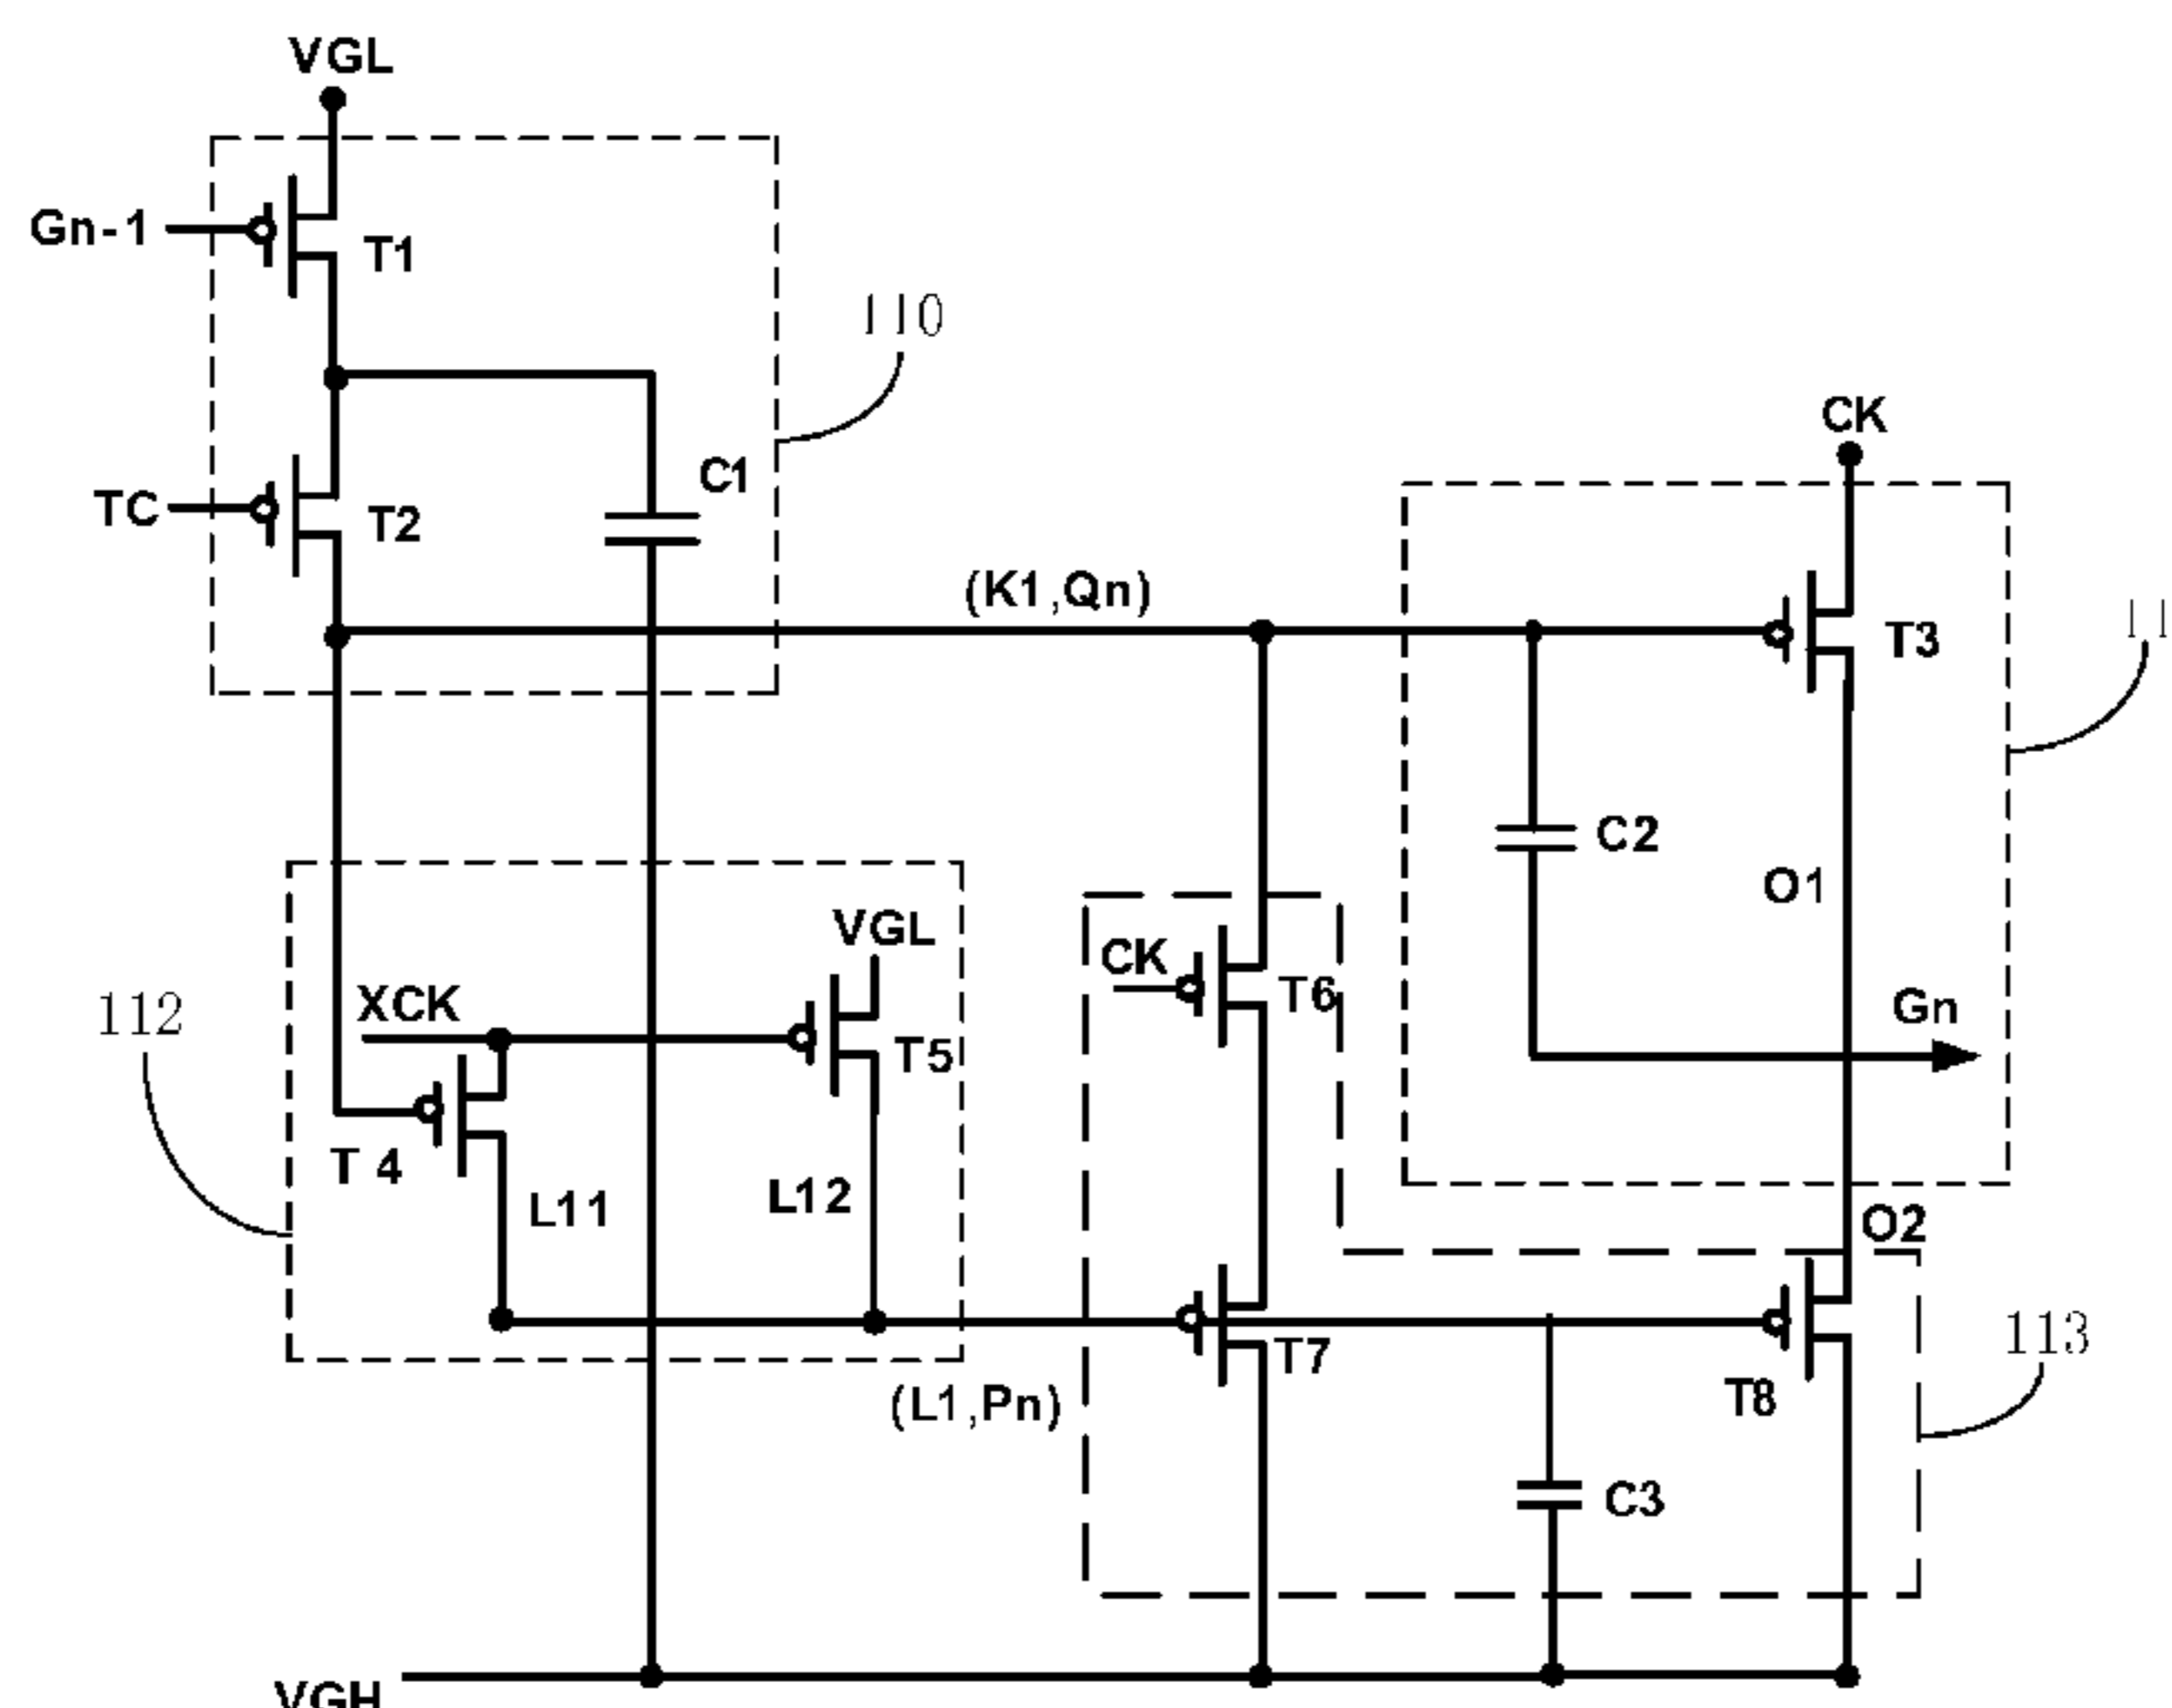 VGL
Gn-1
T1
110
CK
TC
T2
C1
(K1,Qn)
T3
11
C2
O1
VGL
CK
T6
XCK
T5
Gn
112
T 4
L11
L12
O2
T7
T8
113
(L1,Pn)
C3
VGH